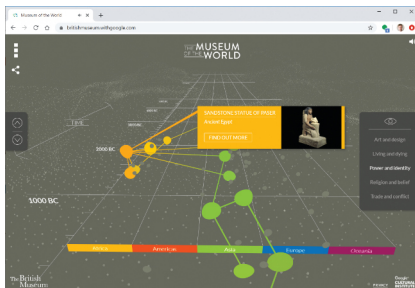 Museum of the World
britishmuseum.withgoogle.com
THE MUSEUM
OF THE WORLD
TIME
SANDSTONE STATUE OF IRSER
Ancient Egypt
FIND OUT MORE
2000 BC
1000 BC
Art and design
Living and dying
Power and identity
Religion and belief
Trade and conflict
Africa
Americas
Asia
Europe
Oceania
The British
Museum
PRIVACY
Google
CULTURAL
INSTITUTE